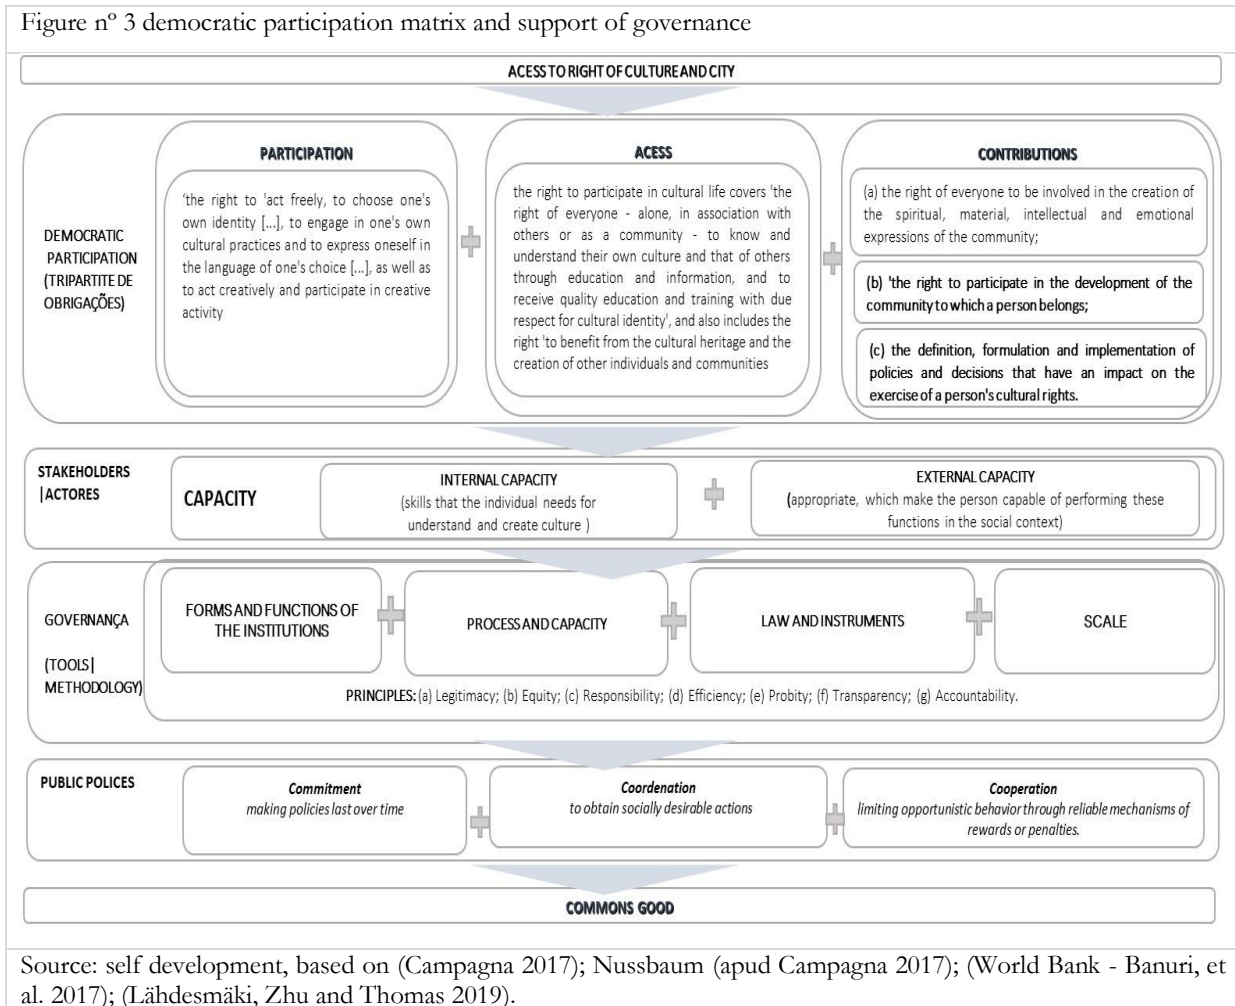 Figure nº 3 democratic participation matrix and support of governance
ACESS TO RIGHT OF CULTURE AND CITY
DEMOCRATIC
PARTICIPATION
(TRIPARTITE DE
OBRIGAÇÕES)
PARTICIPATION
'the right to 'act freely, to choose one's
own identity [...], to engage in one's own
cultural practices and to express oneself in
the language of one's choice [...], as well as
to act creatively and participate in creative
activity
ACESS
the right to participate in cultural life covers 'the
right of everyone - alone, in association with
others or as a community - to know and
understand their own culture and that of others
through education and information, and to
receive quality education and training with due
respect for cultural identity', and also includes the
right 'to benefit from the cultural heritage and the
creation of other individuals and communities
CONTRIBUTIONS
(a) the right of everyone to be involved in the creation of
the spiritual, material, intellectual and emotional
expressions of the community;
(b) 'the right to participate in the development of the
community to which a person belongs;
(c) the definition, formulation and implementation of
policies and decisions that have an impact on the
exercise of a person's cultural rights.
STAKEHOLDERS
|ACTORES
CAPACITY
INTERNAL CAPACITY
(skills that the individual needs for
understand and create culture )
EXTERNAL CAPACITY
(appropriate, which make the person capable of performing these
functions in the social context)
GOVERNANÇA
(TOOLS|
METHODOLOGY)
FORMS AND FUNCTIONS OF
THE INSTITUTIONS
PROCESS AND CAPACITY
LAW AND INSTRUMENTS
SCALE
PRINCIPLES: (a) Legitimacy; (b) Equity; (c) Responsibility; (d) Efficiency; (e) Probity; (f) Transparency; (g) Accountability.
PUBLIC POLICES
Commitment
making policies last over time
Coordenation
to obtain socially desirable actions
Cooperation
limiting opportunistic behavior through reliable mechanisms of
rewards or penalties.
COMMONS GOOD
Source: self development, based on (Campagna 2017); Nussbaum (apud Campagna 2017); (World Bank - Banuri, et
al. 2017); (Lähdesmäki, Zhu and Thomas 2019).